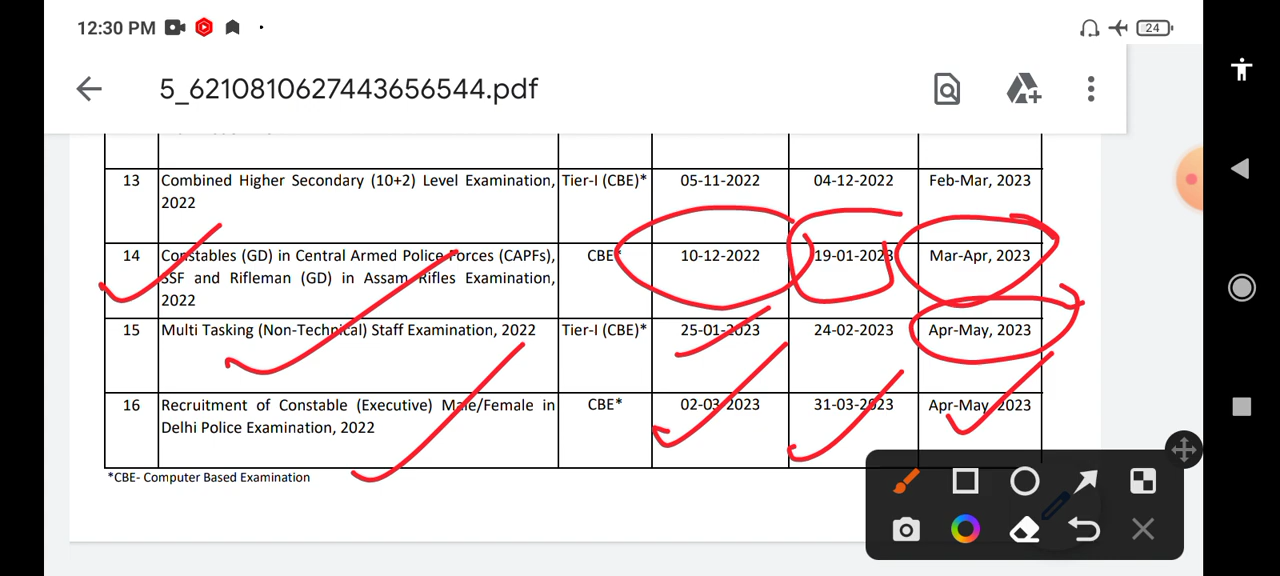 12:30 PM
24
5_6210810627443656544.pdf
13 Combined Higher Secondary (10+2) Level Examination, Tier-I (CBE)* 05-11-2022 04-12-2022 Feb-Mar, 2023
2022
14 Constables (GD) in Central Armed Police Forces (CAPFs), CBE* 10-12-2022 19-01-2023 Mar-Apr, 2023
SSF and Rifleman (GD) in Assam Rifles Examination,
2022
15 Multi Tasking (Non-Technical) Staff Examination, 2022 Tier-I (CBE)* 25-01-2023 24-02-2023 Apr-May, 2023
16 Recruitment of Constable (Executive) Male/Female in CBE* 02-03-2023 31-03-2023 Apr-May, 2023
Delhi Police Examination, 2022
*CBE- Computer Based Examination